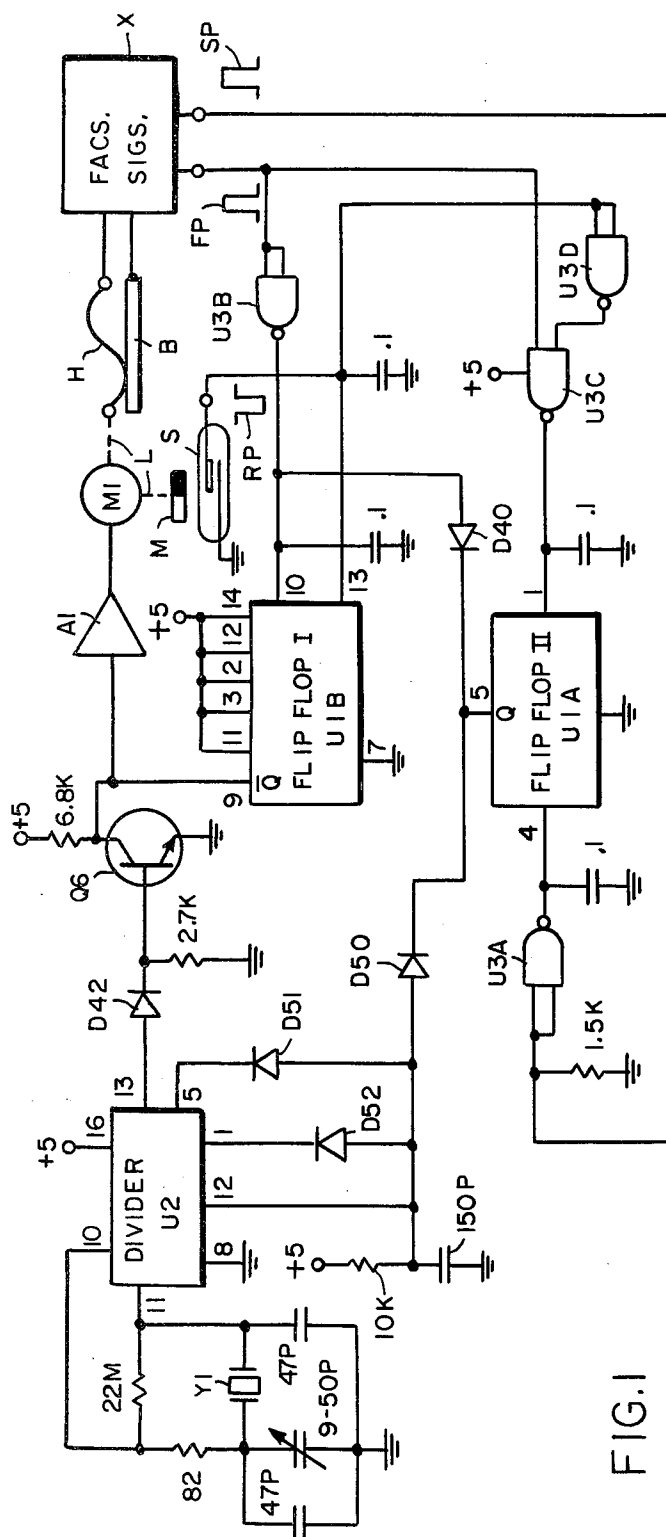 X
FACS.
SIGS.
SP
FP
H
B
L
M1
A1
M
S
RP
U3B
.1
.1
U3D
+5
U3C
+5
14
12
2
3
11
10
13
9
Q̅
FLIP FLOP I
U1B
7
D40
.1
1
5
Q
FLIP FLOP II
U1A
4
.1
U3A
1.5K
+5
6.8K
Q6
2.7K
D42
D50
D51
D52
+5
16
13
10
DIVIDER
U2
5
1
12
8
11
+5
10K
150P
22M
Y1
47P
82
9-50P
47P
FIG.1